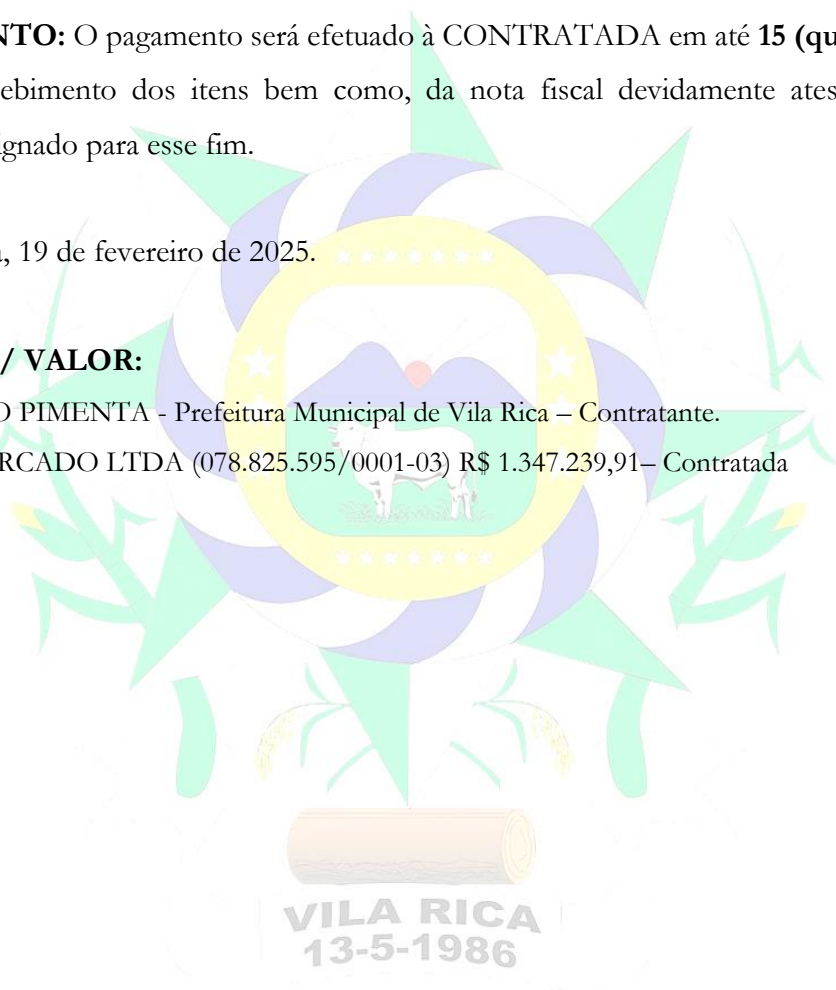 NTO: O pagamento será efetuado à CONTRATADA em até 15 (qu
ebimento dos itens bem como, da nota fiscal devidamente ates
ignado para esse fim.
a, 19 de fevereiro de 2025.
/ VALOR:
O PIMENTA - Prefeitura Municipal de Vila Rica – Contratante.
RCADO LTDA (078.825.595/0001-03) R$ 1.347.239,91– Contratada
VILA RICA
13-5-1986